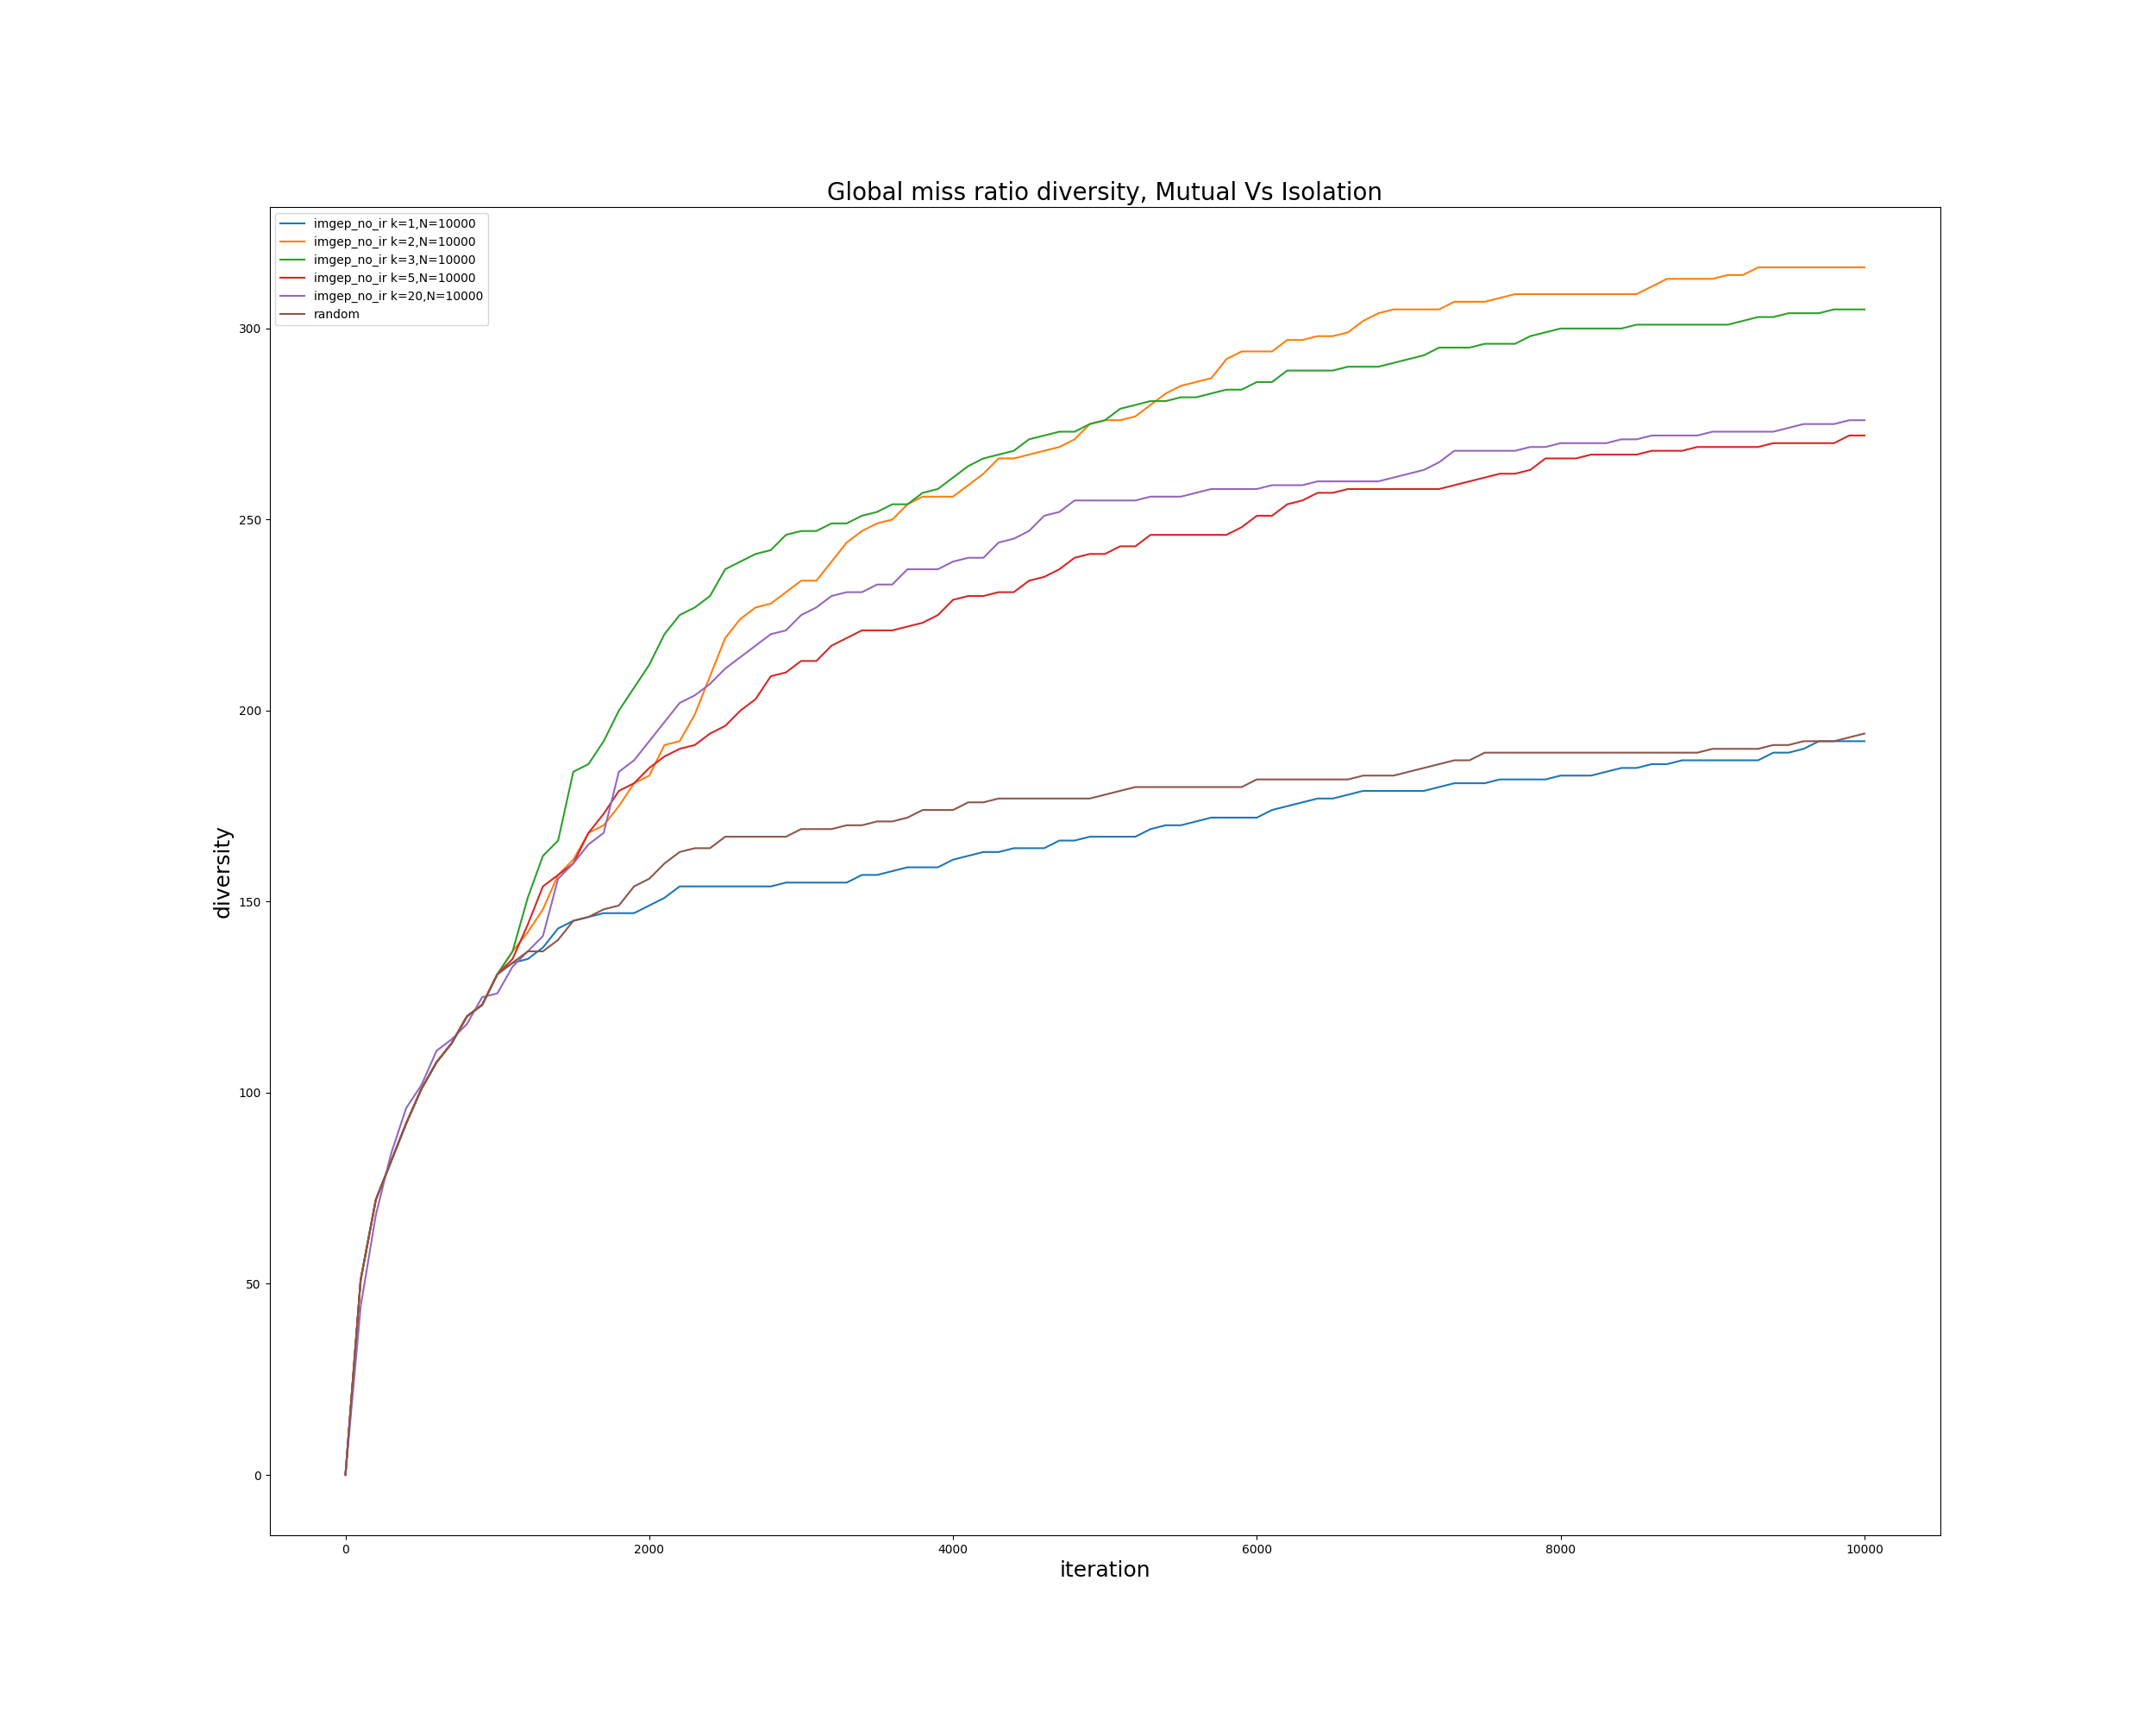 Global miss ratio diversity, Mutual Vs Isolation
imgep_no_ir k=1,N=10000
imgep_no_ir k=2,N=10000
imgep_no_ir k=3,N=10000
imgep_no_ir k=5,N=10000
imgep_no_ir k=20,N=10000
random
300
250
200
150
100
50
0
diversity
0 2000 4000 6000 8000 10000
iteration